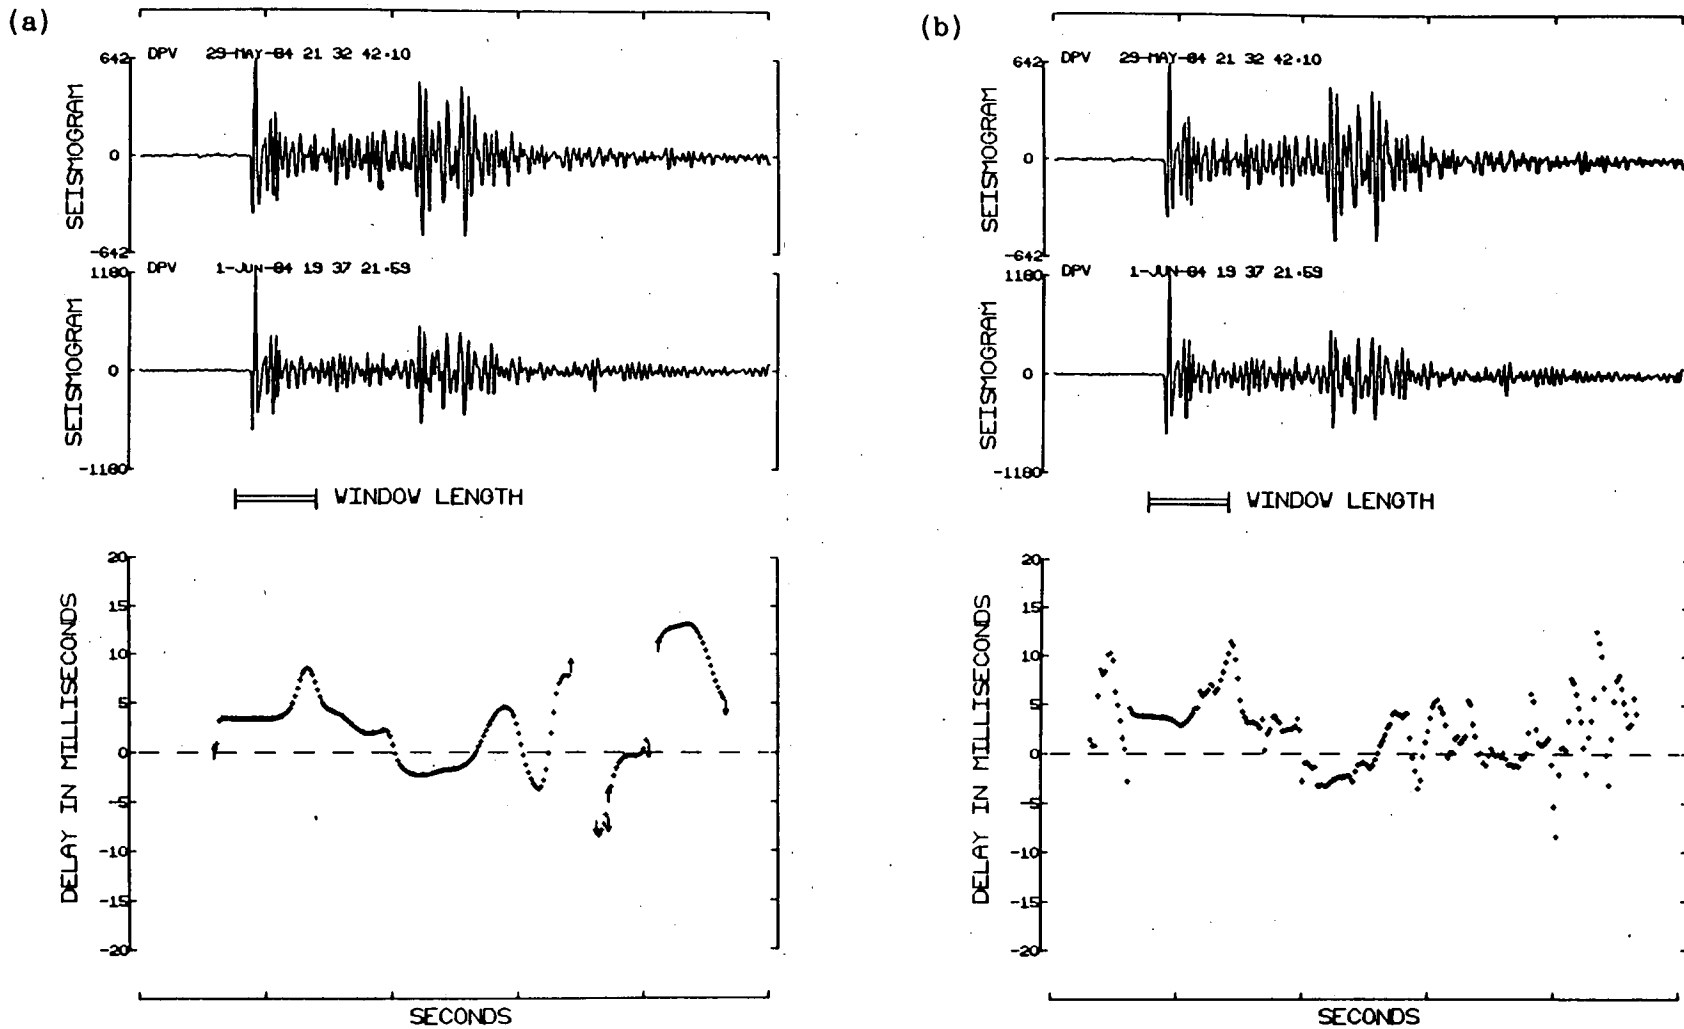 (a)
DPV 29-MAY-84 21 32 42.10
642
0
-642
SEISMOGRAM
DPV 1-JUN-84 19 37 21.59
1180
0
-1180
SEISMOGRAM
WINDOW LENGTH
20
15
10
5
0
-5
-10
-15
-20
DELAY IN MILLISECONDS
SECONDS
(b)
DPV 29-MAY-84 21 32 42.10
642
0
-642
SEISMOGRAM
DPV 1-JUN-84 19 37 21.59
1180
0
-1180
SEISMOGRAM
WINDOW LENGTH
20
15
10
5
0
-5
-10
-15
-20
DELAY IN MILLISECONDS
SECONDS